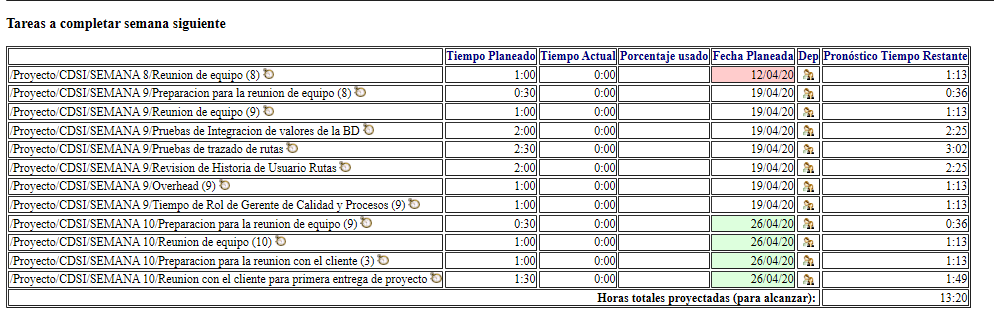 Tareas a completar semana siguiente
Tiempo Planeado Tiempo Actual Porcentaje usado Fecha Planeada Dep Pronóstico Tiempo Restante
/Proyecto/CDSI/SEMANA 8/Reunion de equipo (8) 1:00 0:00 12/04/20 1:13
/Proyecto/CDSI/SEMANA 9/Preparacion para la reunion de equipo (8) 0:30 0:00 19/04/20 0:36
/Proyecto/CDSI/SEMANA 9/Reunion de equipo (9) 1:00 0:00 19/04/20 1:13
/Proyecto/CDSI/SEMANA 9/Pruebas de Integracion de valores de la BD 2:00 0:00 19/04/20 2:25
/Proyecto/CDSI/SEMANA 9/Pruebas de trazado de rutas 2:30 0:00 19/04/20 3:02
/Proyecto/CDSI/SEMANA 9/Revision de Historia de Usuario Rutas 2:00 0:00 19/04/20 2:25
/Proyecto/CDSI/SEMANA 9/Overhead (9) 1:00 0:00 19/04/20 1:13
/Proyecto/CDSI/SEMANA 9/Tiempo de Rol de Gerente de Calidad y Procesos (9) 1:00 0:00 19/04/20 1:13
/Proyecto/CDSI/SEMANA 10/Preparacion para la reunion de equipo (9) 0:30 0:00 26/04/20 0:36
/Proyecto/CDSI/SEMANA 10/Reunion de equipo (10) 1:00 0:00 26/04/20 1:13
/Proyecto/CDSI/SEMANA 10/Preparacion para la reunion con el cliente (3) 1:00 0:00 26/04/20 1:13
/Proyecto/CDSI/SEMANA 10/Reunion con el cliente para primera entrega de proyecto 1:30 0:00 26/04/20 1:49
Horas totales proyectadas (para alcanzar): 13:20